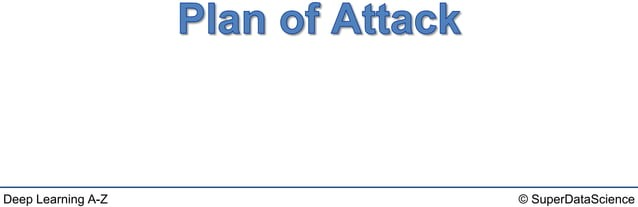 Plan of Attack
Deep Learning A-Z
© SuperDataScience